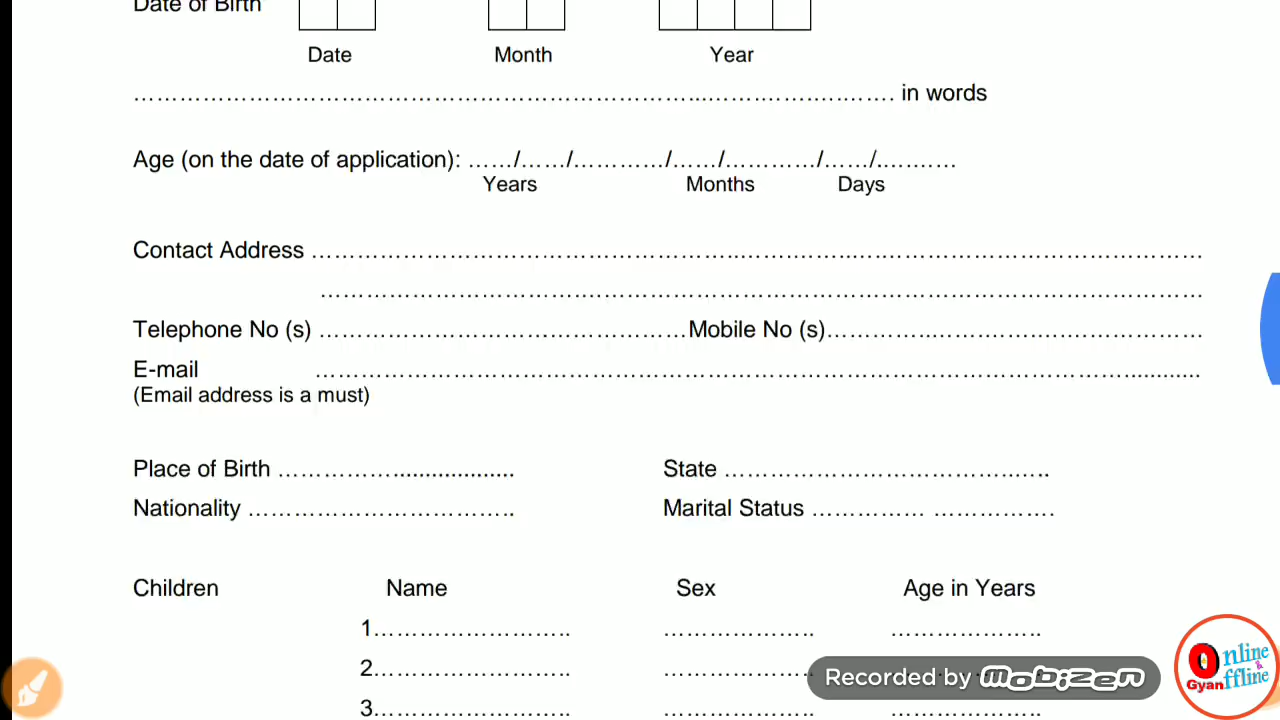 Date of Birth
Date Month Year
……………………………………………………………...…….…….….……. in words
Age (on the date of application): ……/……/…………/……/…………/……/….……
Years Months Days
Contact Address ………………………………………………..…….……..….…………………………………
…………………………….…………………………………………………………………
Telephone No (s) …………………………………………Mobile No (s)…………..………………………………
E-mail ……………………………………………………………………………………………...........
(Email address is a must)
Place of Birth ……………................... State ………………………………..…..
Nationality …………………………….. Marital Status …………… …………….
Children Name Sex Age in Years
1…………………….. ……………….. ………………..
2…………………….. ………………..
3…………………….. ……………….. ………………..
Recorded by mobizen
Online
&
Gyan ffline